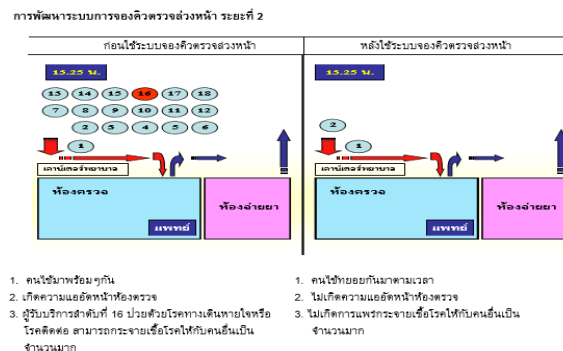 การพัฒนาระบบการจองคิวตรวจล่วงหน้า ระยะที่ 2
ก่อนใช้ระบบจองคิวตรวจล่วงหน้า
หลังใช้ระบบจองคิวตรวจล่วงหน้า
15.25 น.
15.25 น.
13 14 15 16 17 18
7 8 9 10 11 12
2 3 4 5 6
1
2
1
เคาน์เตอร์พยาบาล
เคาน์เตอร์พยาบาล
ห้องตรวจ
ห้องจ่ายยา
แพทย์
ห้องตรวจ
ห้องจ่ายยา
แพทย์
1. คนไข้มาพร้อมๆกัน
2. เกิดความแออัดหน้าห้องตรวจ
3. ผู้รับบริการลำดับที่ 16 ป่วยด้วยโรคทางเดินหายใจหรือ
โรคติดต่อ สามารถกระจายเชื้อโรคให้กับคนอื่นเป็น
จำนวนมาก
1. คนไข้ทยอยกันมาตามเวลา
2. ไม่เกิดความแออัดหน้าห้องตรวจ
3. ไม่เกิดการแพร่กระจายเชื้อโรคให้กับคนอื่นเป็น
จำนวนมาก